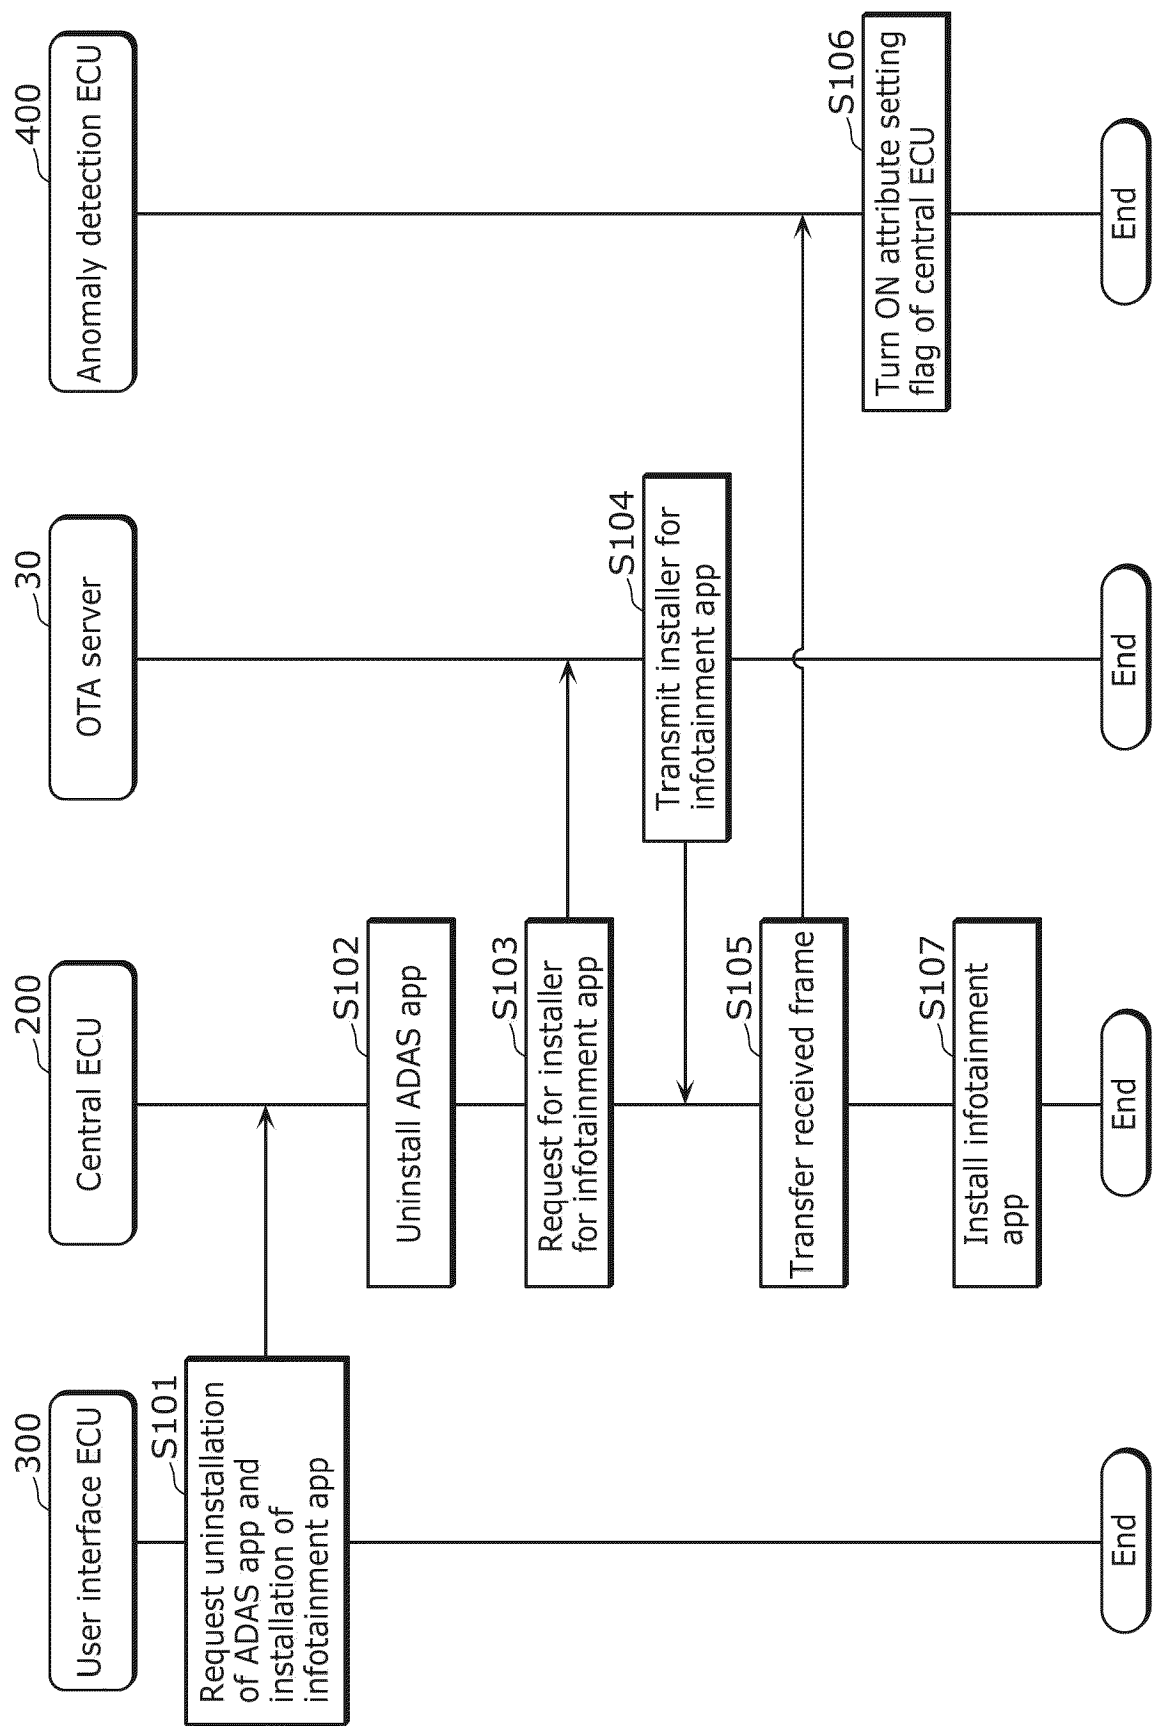 300
User interface ECU
200
Central ECU
30
OTA server
400
Anomaly detection ECU
S101
Request uninstallation
of ADAS app and
installation of
infotainment app
S102
Uninstall ADAS app
S103
Request for installer
for infotainment app
S104
Transmit installer for
infotainment app
S105
Transfer received frame
S106
Turn ON attribute setting
flag of central ECU
S107
Install infotainment
app
End
End
End
End